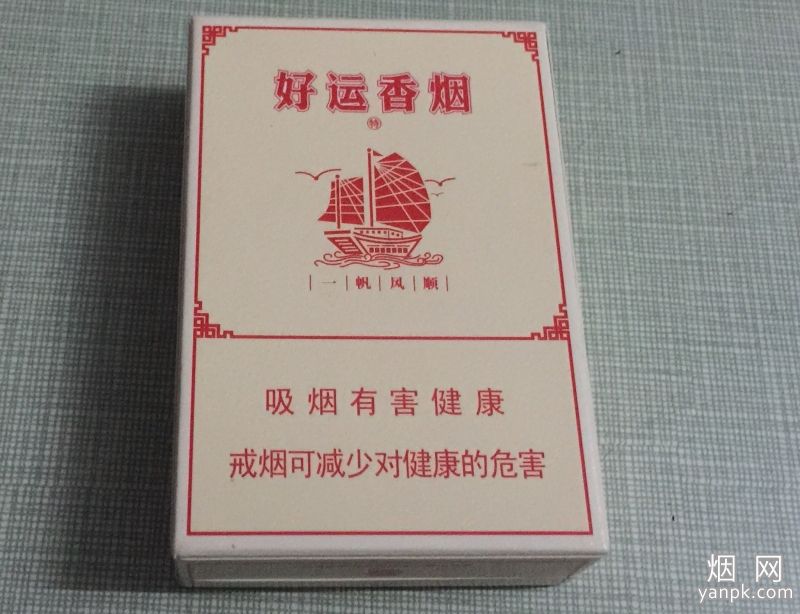 好运香烟
特
一帆风顺
吸烟有害健康
戒烟可减少对健康的危害
烟网
yanpk.com